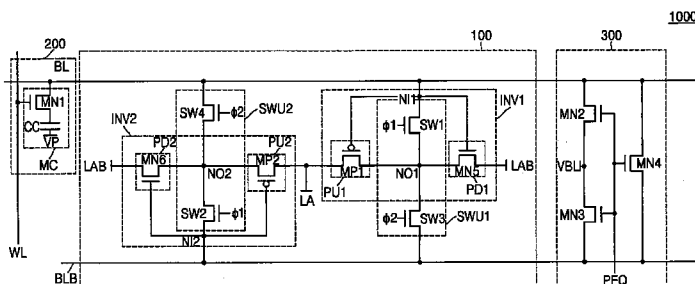 1000
200
100
300
BL
MN1
CC
VP
MC
INV2
PD2
PU2
SW4
ϕ2
SWU2
LAB
MN6
NO2
MP2
SW2
ϕ1
NI2
LA
INV1
NI1
ϕ1
SW1
MP1
PU1
NO1
MN5
PD1
LAB
ϕ2
SW3
SWU1
MN2
VBL
MN4
MN3
WL
BLB
PEQ